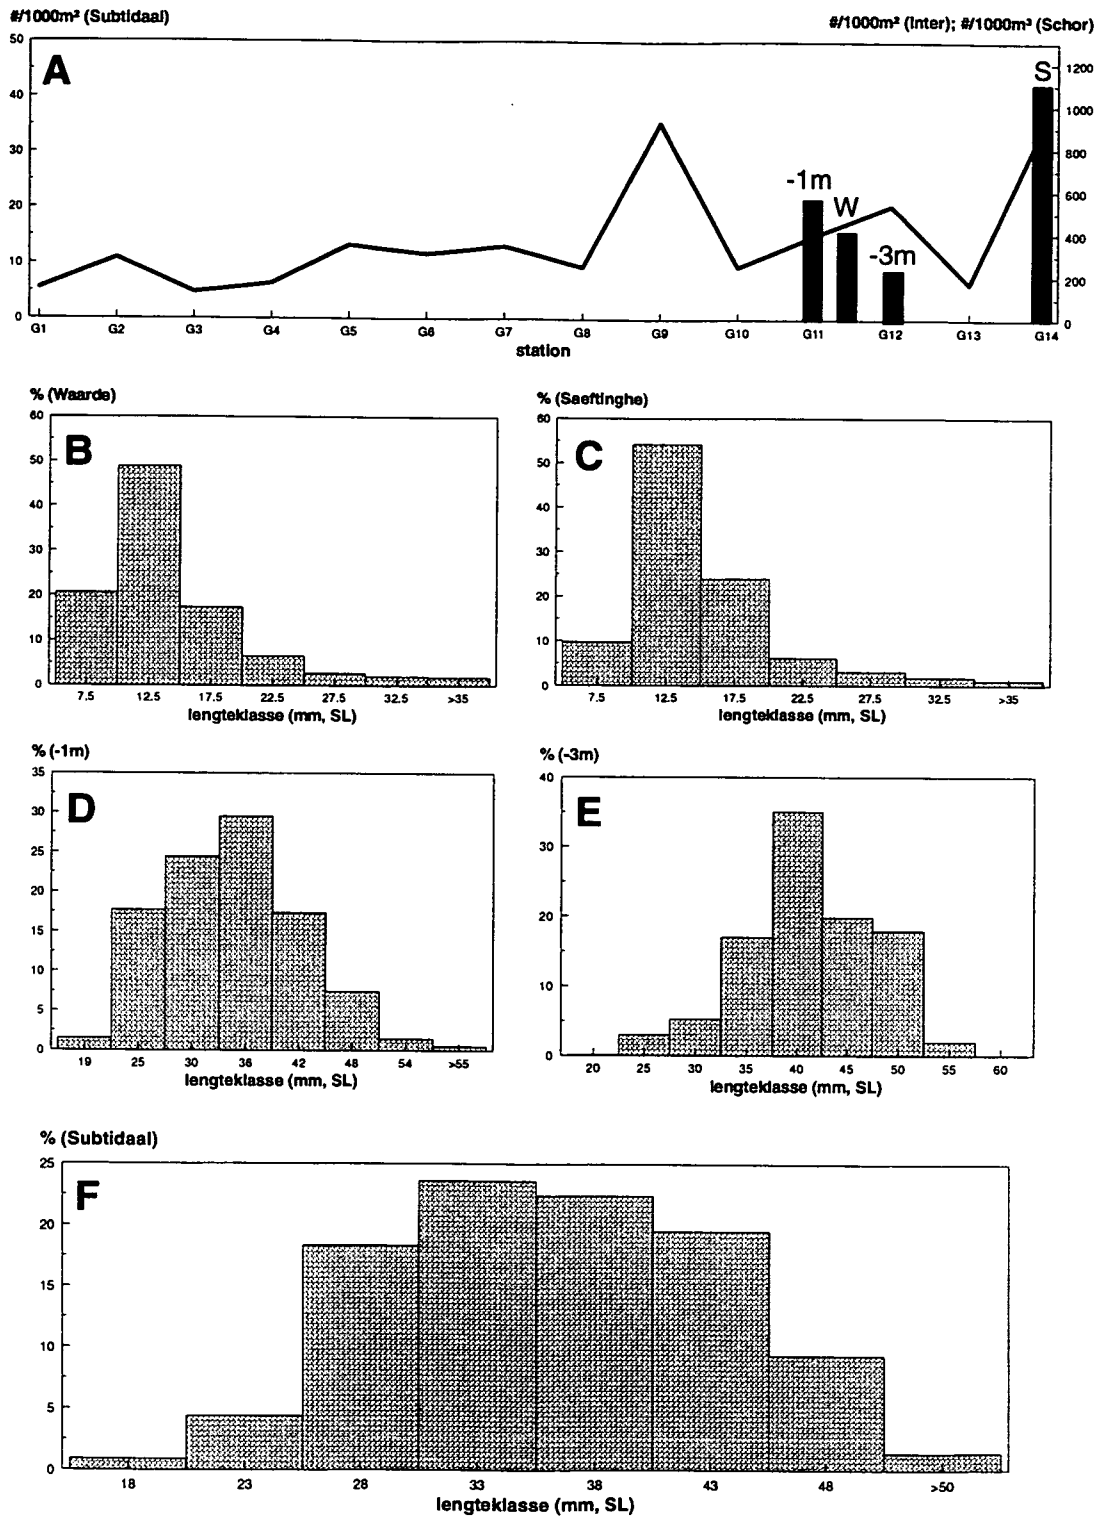 #/1000m² (Subtidaal)
#/1000m² (Inter); #/1000m³ (Schor)
A
50
40
30
20
10
0
1200
1000
800
600
400
200
0
-1m
W
-3m
S
G1 G2 G3 G4 G5 G6 G7 G8 G9 G10 G11 G12 G13 G14
station
% (Waarde)
B
60
50
40
30
20
10
0
7.5 12.5 17.5 22.5 27.5 32.5 >35
lengteklasse (mm, SL)
% (Saeftinghe)
C
60
50
40
30
20
10
0
7.5 12.5 17.5 22.5 27.5 32.5 >35
lengteklasse (mm, SL)
% (-1m)
D
35
30
25
20
15
10
5
0
19 25 30 36 42 48 54 >55
lengteklasse (mm, SL)
% (-3m)
E
40
30
20
10
0
20 25 30 35 40 45 50 55 60
lengteklasse (mm, SL)
% (Subtidaal)
F
25
20
15
10
5
0
18 23 28 33 38 43 48 >50
lengteklasse (mm, SL)